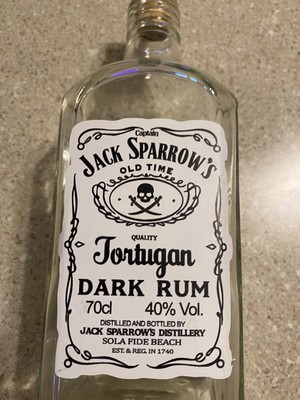 Captain
JACK SPARROW'S
OLD TIME
QUALITY
Tortugan
DARK RUM
70cl 40% Vol.
DISTILLED AND BOTTLED BY
JACK SPARROW'S DISTILLERY
SOLA FIDE BEACH
EST. & REG. IN 1740